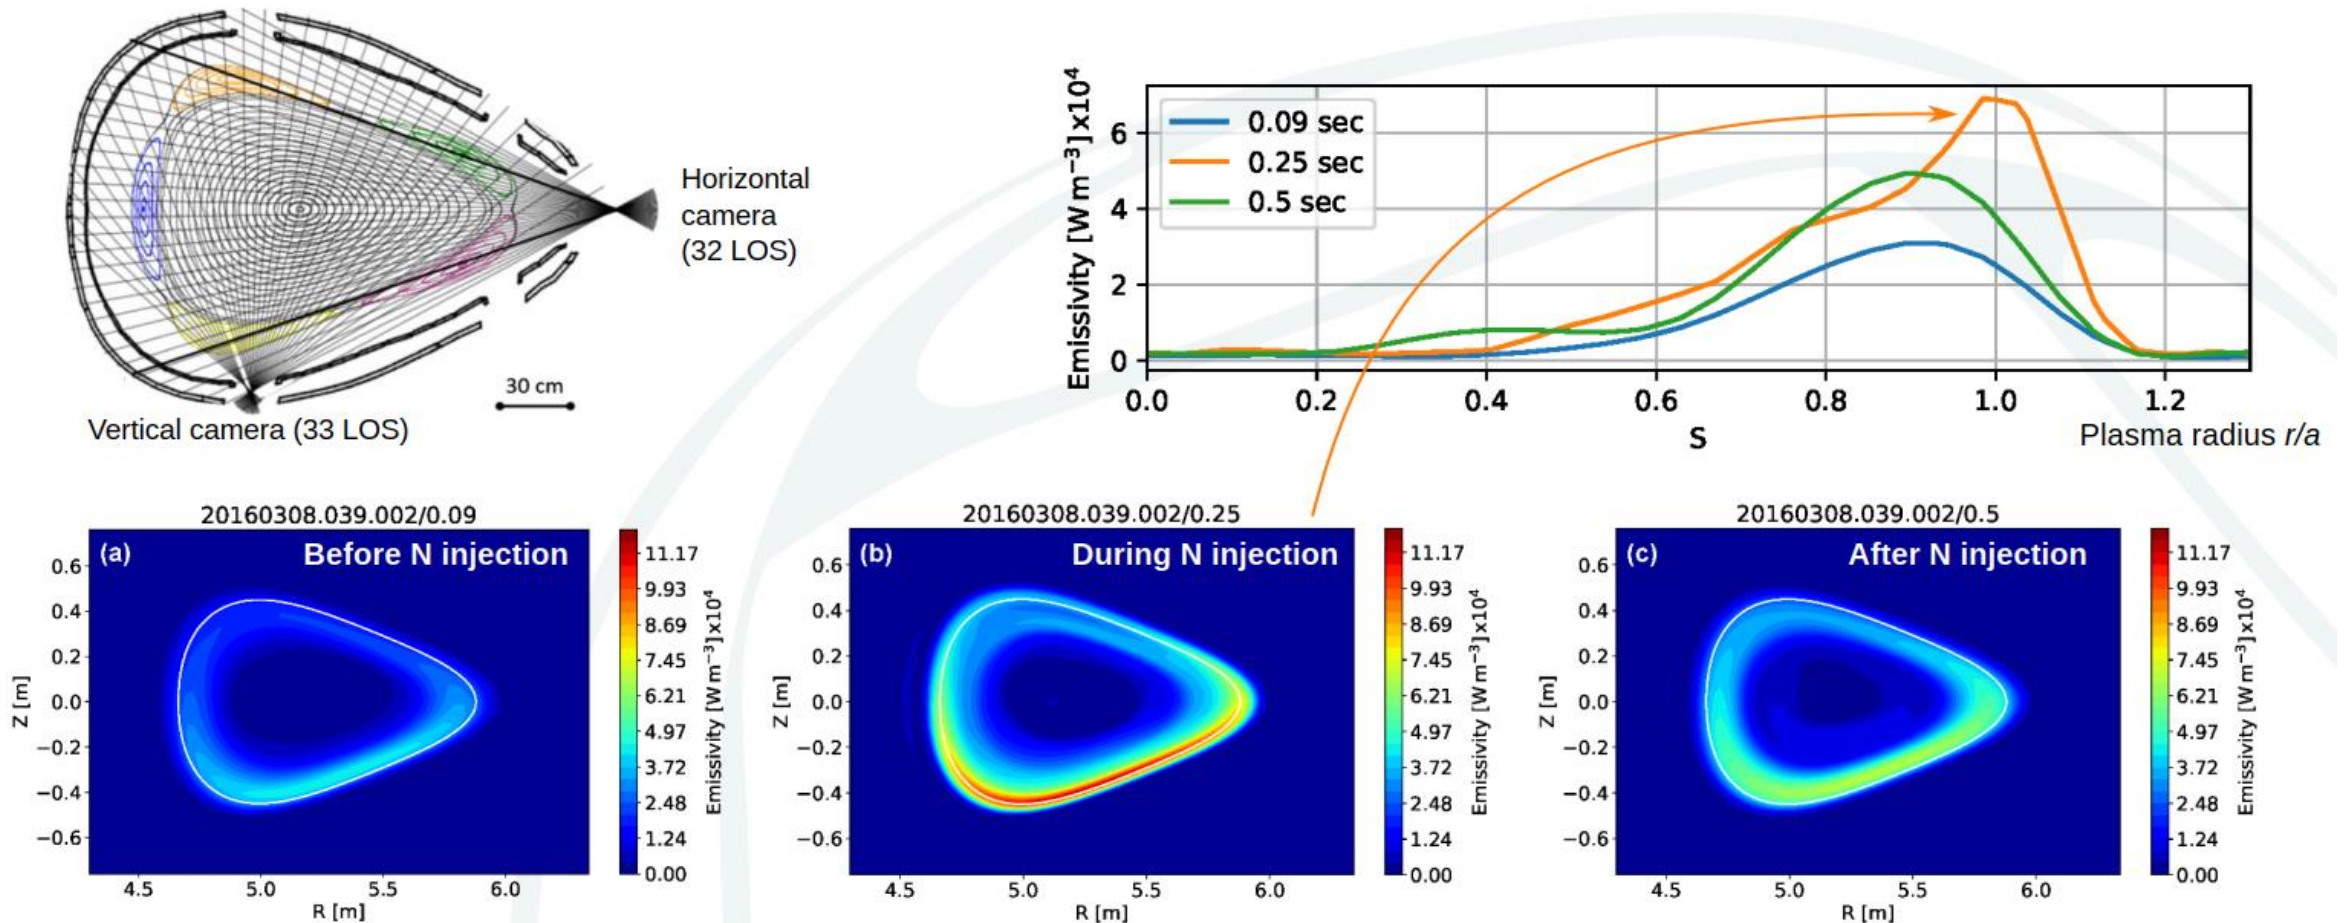 Horizontal
camera
(32 LOS)
30 cm
Vertical camera (33 LOS)
Emissivity [W m⁻³]x10⁴
6
4
2
0
0.09 sec
0.25 sec
0.5 sec
0.0 0.2 0.4 0.6 0.8 1.0 1.2
S
Plasma radius r/a
20160308.039.002/0.09
(a) Before N injection
Z [m]
0.6
0.4
0.2
0.0
−0.2
−0.4
−0.6
4.5 5.0 5.5 6.0
R [m]
11.17
9.93
8.69
7.45
6.21
4.97
3.72
2.48
1.24
0.00
Emissivity [W m⁻³]x10⁴
20160308.039.002/0.25
(b) During N injection
Z [m]
0.6
0.4
0.2
0.0
−0.2
−0.4
−0.6
4.5 5.0 5.5 6.0
R [m]
11.17
9.93
8.69
7.45
6.21
4.97
3.72
2.48
1.24
0.00
Emissivity [W m⁻³]x10⁴
20160308.039.002/0.5
(c) After N injection
Z [m]
0.6
0.4
0.2
0.0
−0.2
−0.4
−0.6
4.5 5.0 5.5 6.0
R [m]
11.17
9.93
8.69
7.45
6.21
4.97
3.72
2.48
1.24
0.00
Emissivity [W m⁻³]x10⁴